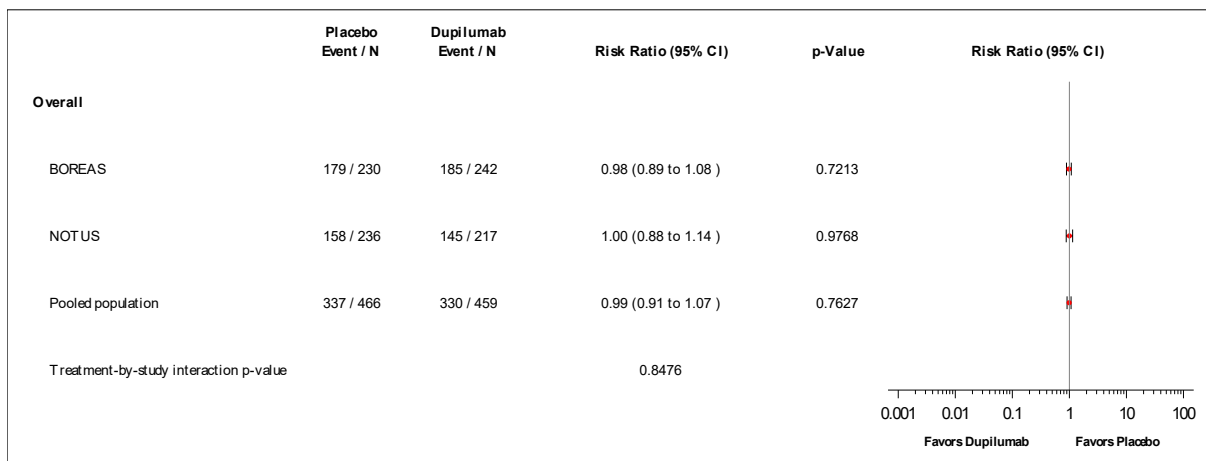 Placebo Dupilumab
Event / N Event / N Risk Ratio (95% CI) p-Value Risk Ratio (95% CI)
Overall
BOREAS 179 / 230 185 / 242 0.98 (0.89 to 1.08 ) 0.7213
NOTUS 158 / 236 145 / 217 1.00 (0.88 to 1.14 ) 0.9768
Pooled population 337 / 466 330 / 459 0.99 (0.91 to 1.07 ) 0.7627
Treatment-by-study interaction p-value 0.8476
0.001 0.01 0.1 1 10 100
Favors Dupilumab Favors Placebo